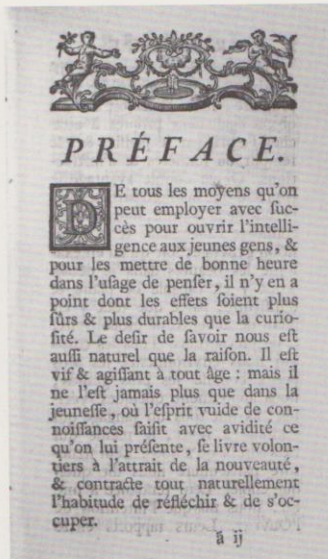 PRÉFACE.
DE tous les moyens qu'on
peut employer avec ſuc-
cès pour ouvrir l'intelli-
gence aux jeunes gens, &
pour les mettre de bonne heure
dans l'uſage de penſer, il n'y en a
point dont les effets ſoient plus
ſûrs & plus durables que la curio-
ſité. Le deſir de ſavoir nous eſt
auſſi naturel que la raiſon. Il eſt
vif & agiſſant à tout âge : mais il
ne l'eſt jamais plus que dans la
jeuneſſe, où l'eſprit vuide de con-
noiſſances ſaiſit avec avidité ce
qu'on lui préſente, ſe livre volon-
tiers à l'attrait de la nouveauté,
& contracte tout naturellement
l'habitude de réfléchir & de s'oc-
cuper.
ã ij